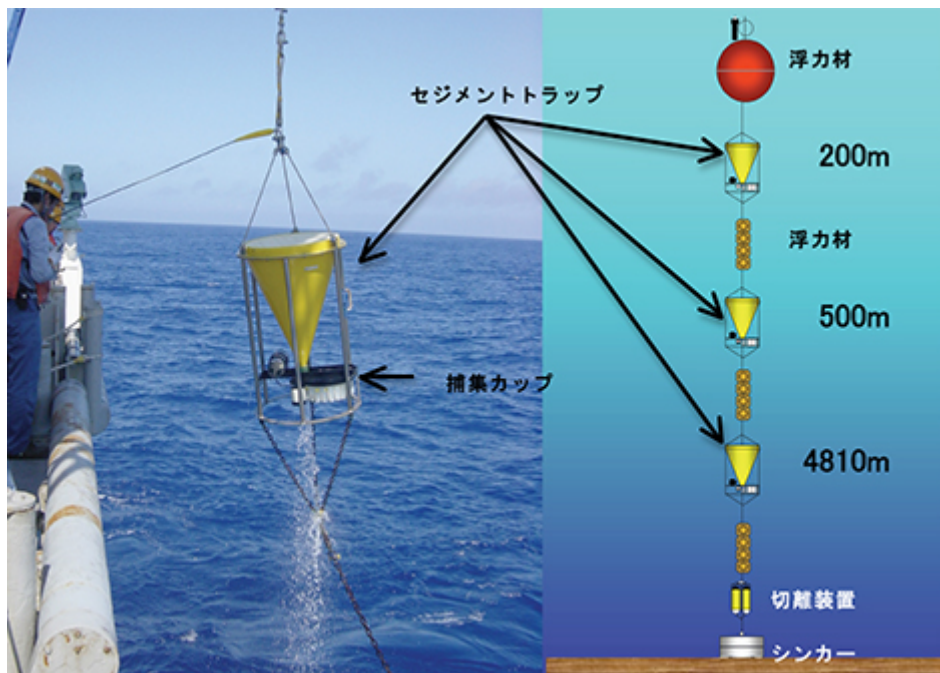 セジメントトラップ
捕集カップ
浮力材
200m
浮力材
500m
4810m
切離装置
シンカー